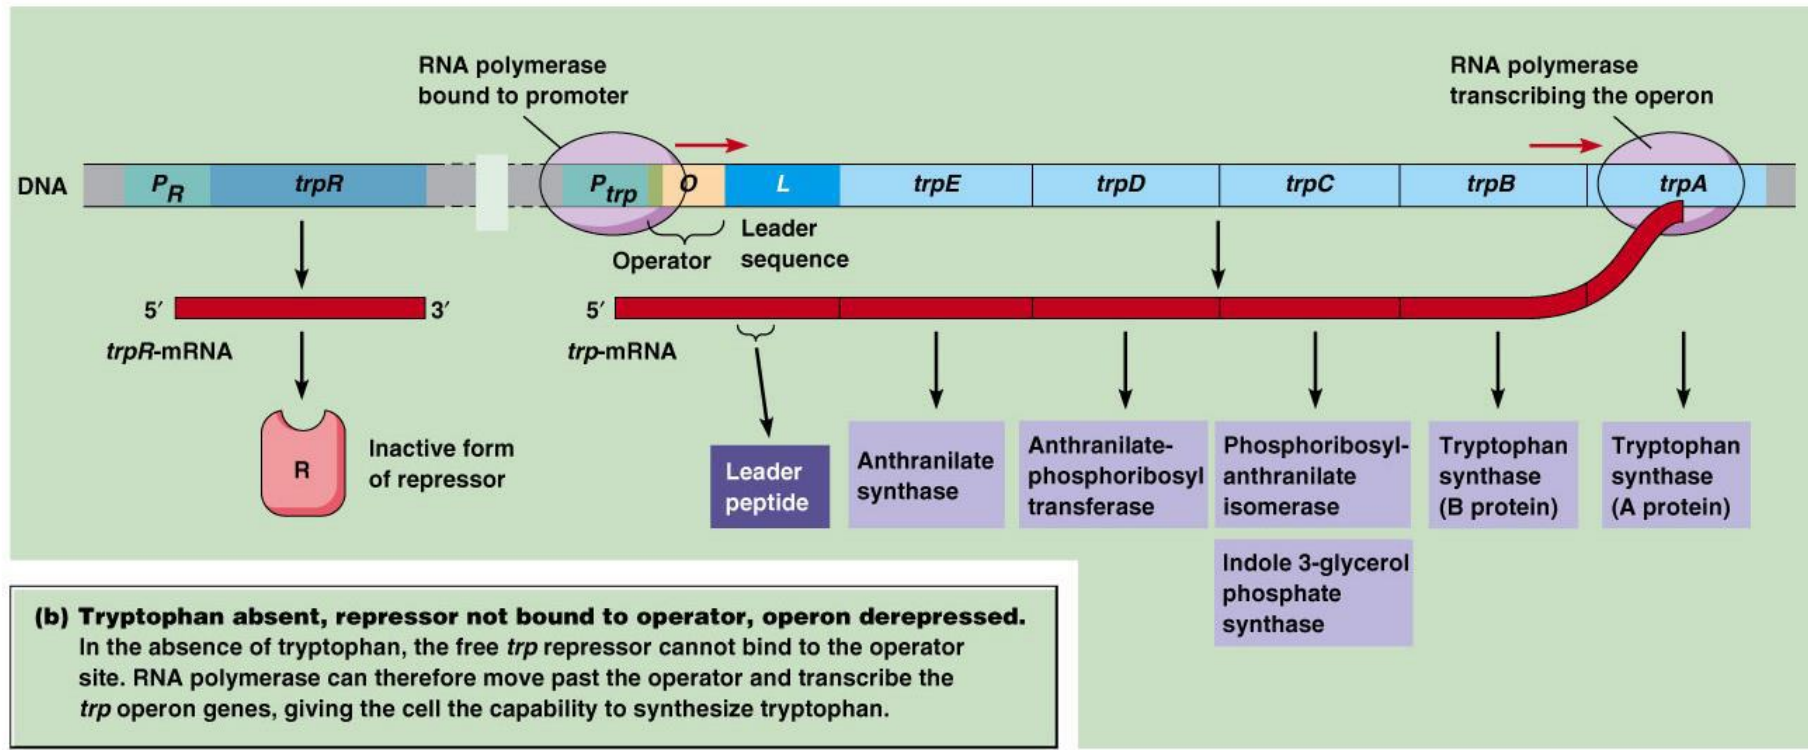 RNA polymerase
bound to promoter
RNA polymerase
transcribing the operon
DNA
P_R
trpR
P_trp
O
L
trpE
trpD
trpC
trpB
trpA
Operator
Leader
sequence
5′
3′
5′
trpR-mRNA
trp-mRNA
R
Inactive form
of repressor
Leader
peptide
Anthranilate
synthase
Anthranilate-
phosphoribosyl
transferase
Phosphoribosyl-
anthranilate
isomerase
Indole 3-glycerol
phosphate
synthase
Tryptophan
synthase
(B protein)
Tryptophan
synthase
(A protein)
(b) Tryptophan absent, repressor not bound to operator, operon derepressed.
In the absence of tryptophan, the free trp repressor cannot bind to the operator
site. RNA polymerase can therefore move past the operator and transcribe the
trp operon genes, giving the cell the capability to synthesize tryptophan.